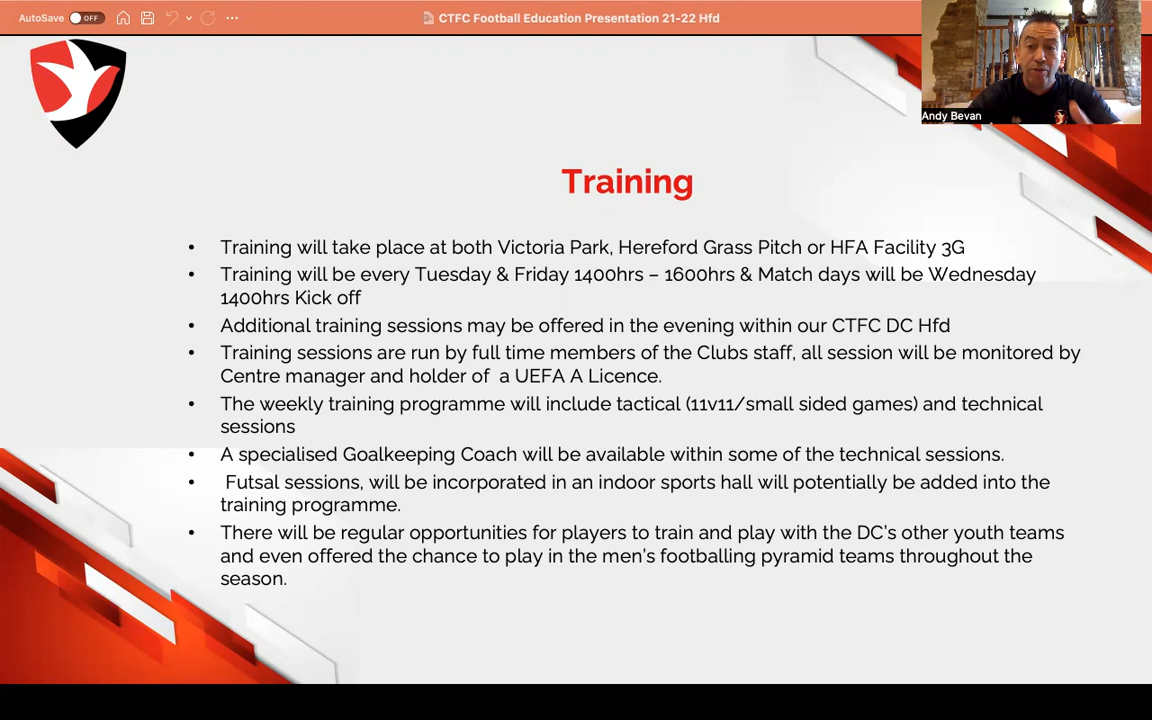 AutoSave OFF
CTFC Football Education Presentation 21-22 Hfd
Andy Bevan
Training
• Training will take place at both Victoria Park, Hereford Grass Pitch or HFA Facility 3G
• Training will be every Tuesday & Friday 1400hrs – 1600hrs & Match days will be Wednesday
1400hrs Kick off
• Additional training sessions may be offered in the evening within our CTFC DC Hfd
• Training sessions are run by full time members of the Clubs staff, all session will be monitored by
Centre manager and holder of a UEFA A Licence.
• The weekly training programme will include tactical (11v11/small sided games) and technical
sessions
• A specialised Goalkeeping Coach will be available within some of the technical sessions.
• Futsal sessions, will be incorporated in an indoor sports hall will potentially be added into the
training programme.
• There will be regular opportunities for players to train and play with the DC's other youth teams
and even offered the chance to play in the men's footballing pyramid teams throughout the
season.